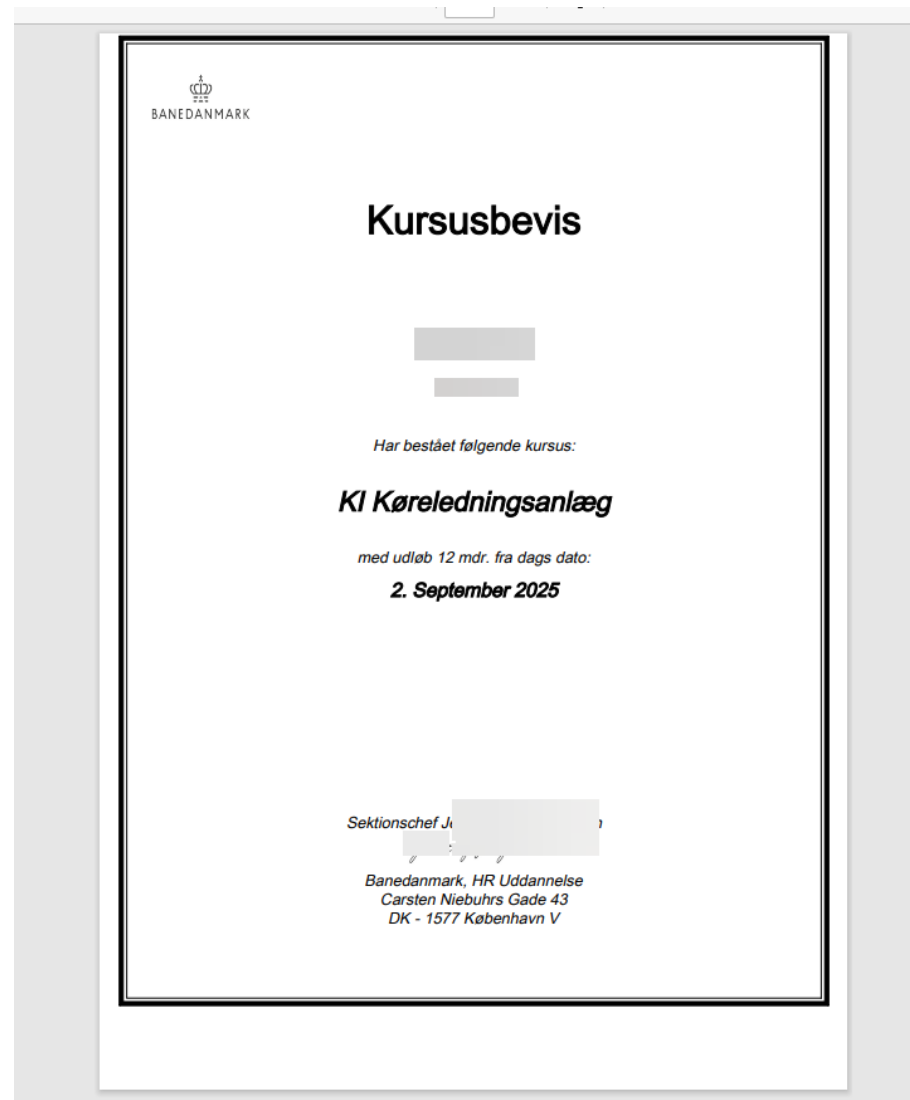 BANEDANMARK
Kursusbevis
Har bestået følgende kursus:
KI Køreledningsanlæg
med udløb 12 mdr. fra dags dato:
2. September 2025
Sektionschef
Banedanmark, HR Uddannelse
Carsten Niebuhrs Gade 43
DK - 1577 København V